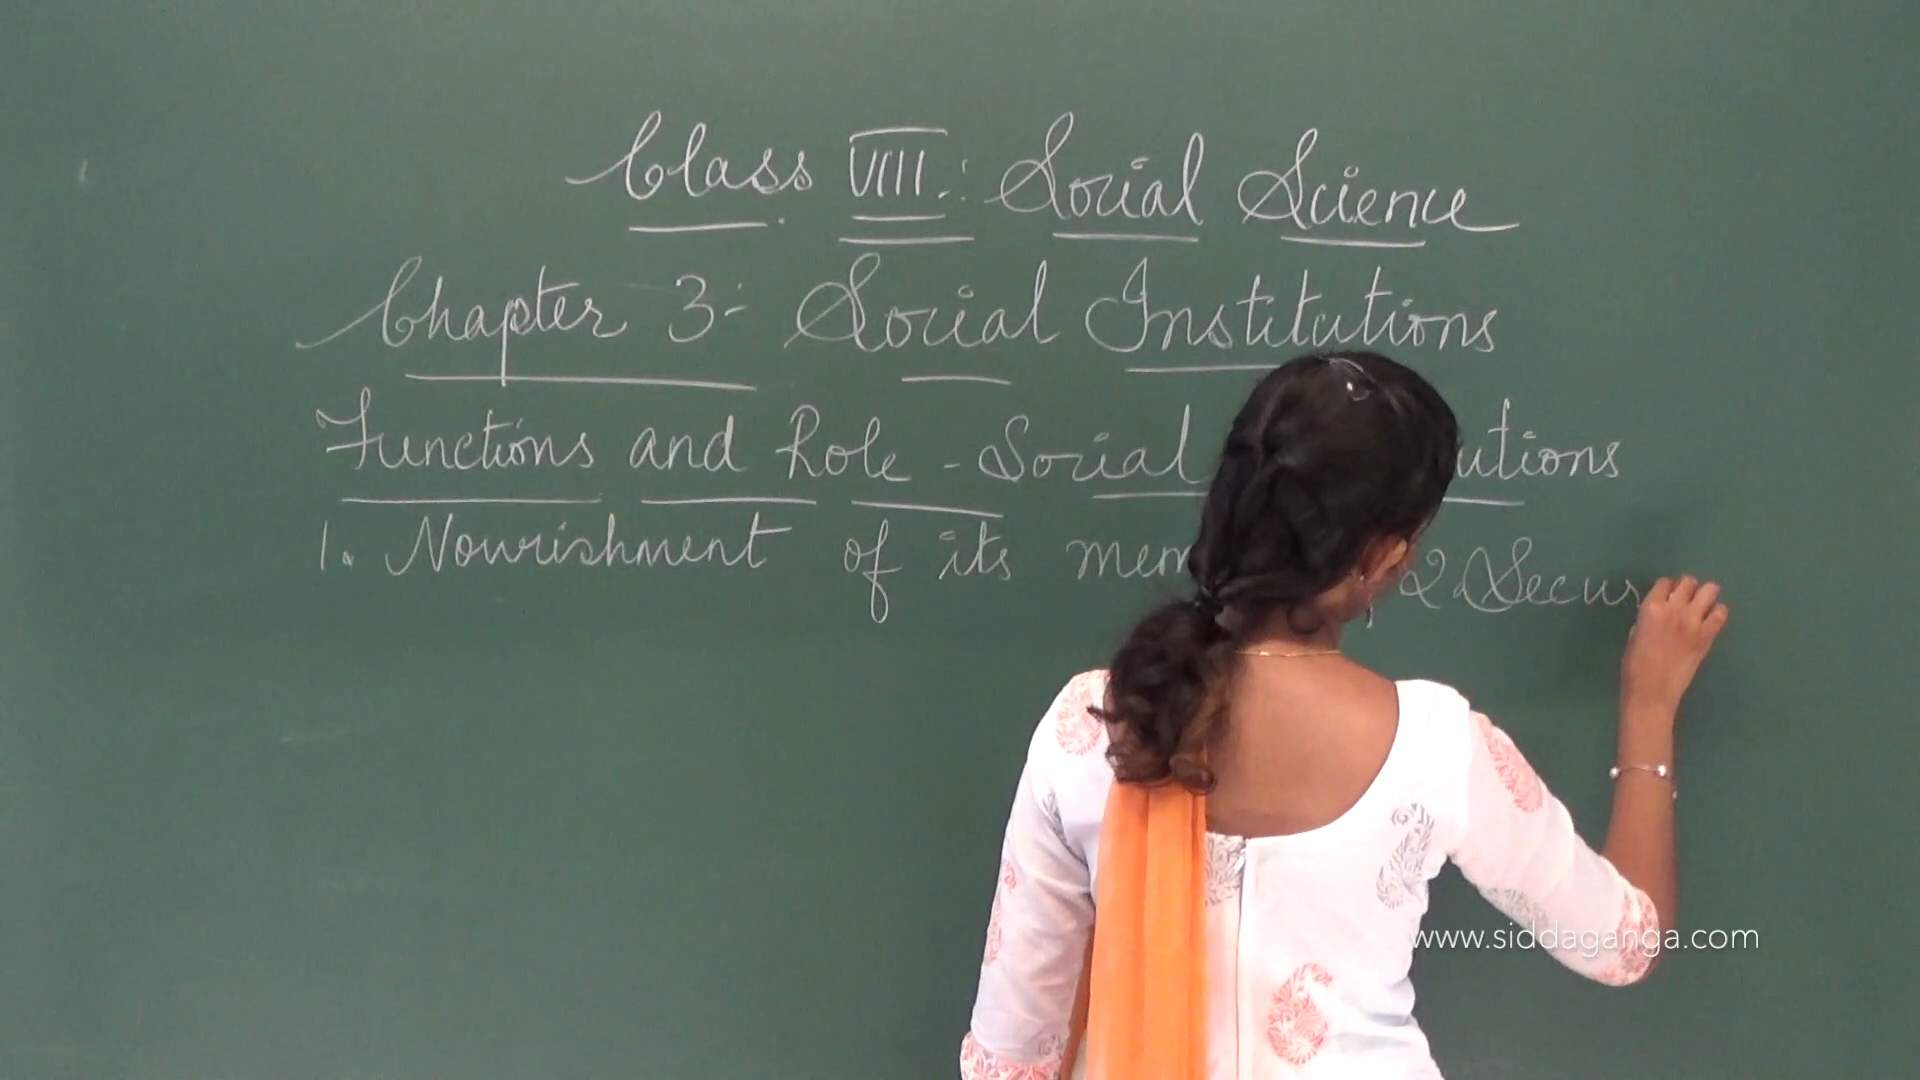 Class VIII : Social Science
Chapter 3 :- Social Institutions
Functions and Role - Social
1. Nourishment of its 2
www.siddaganga.com